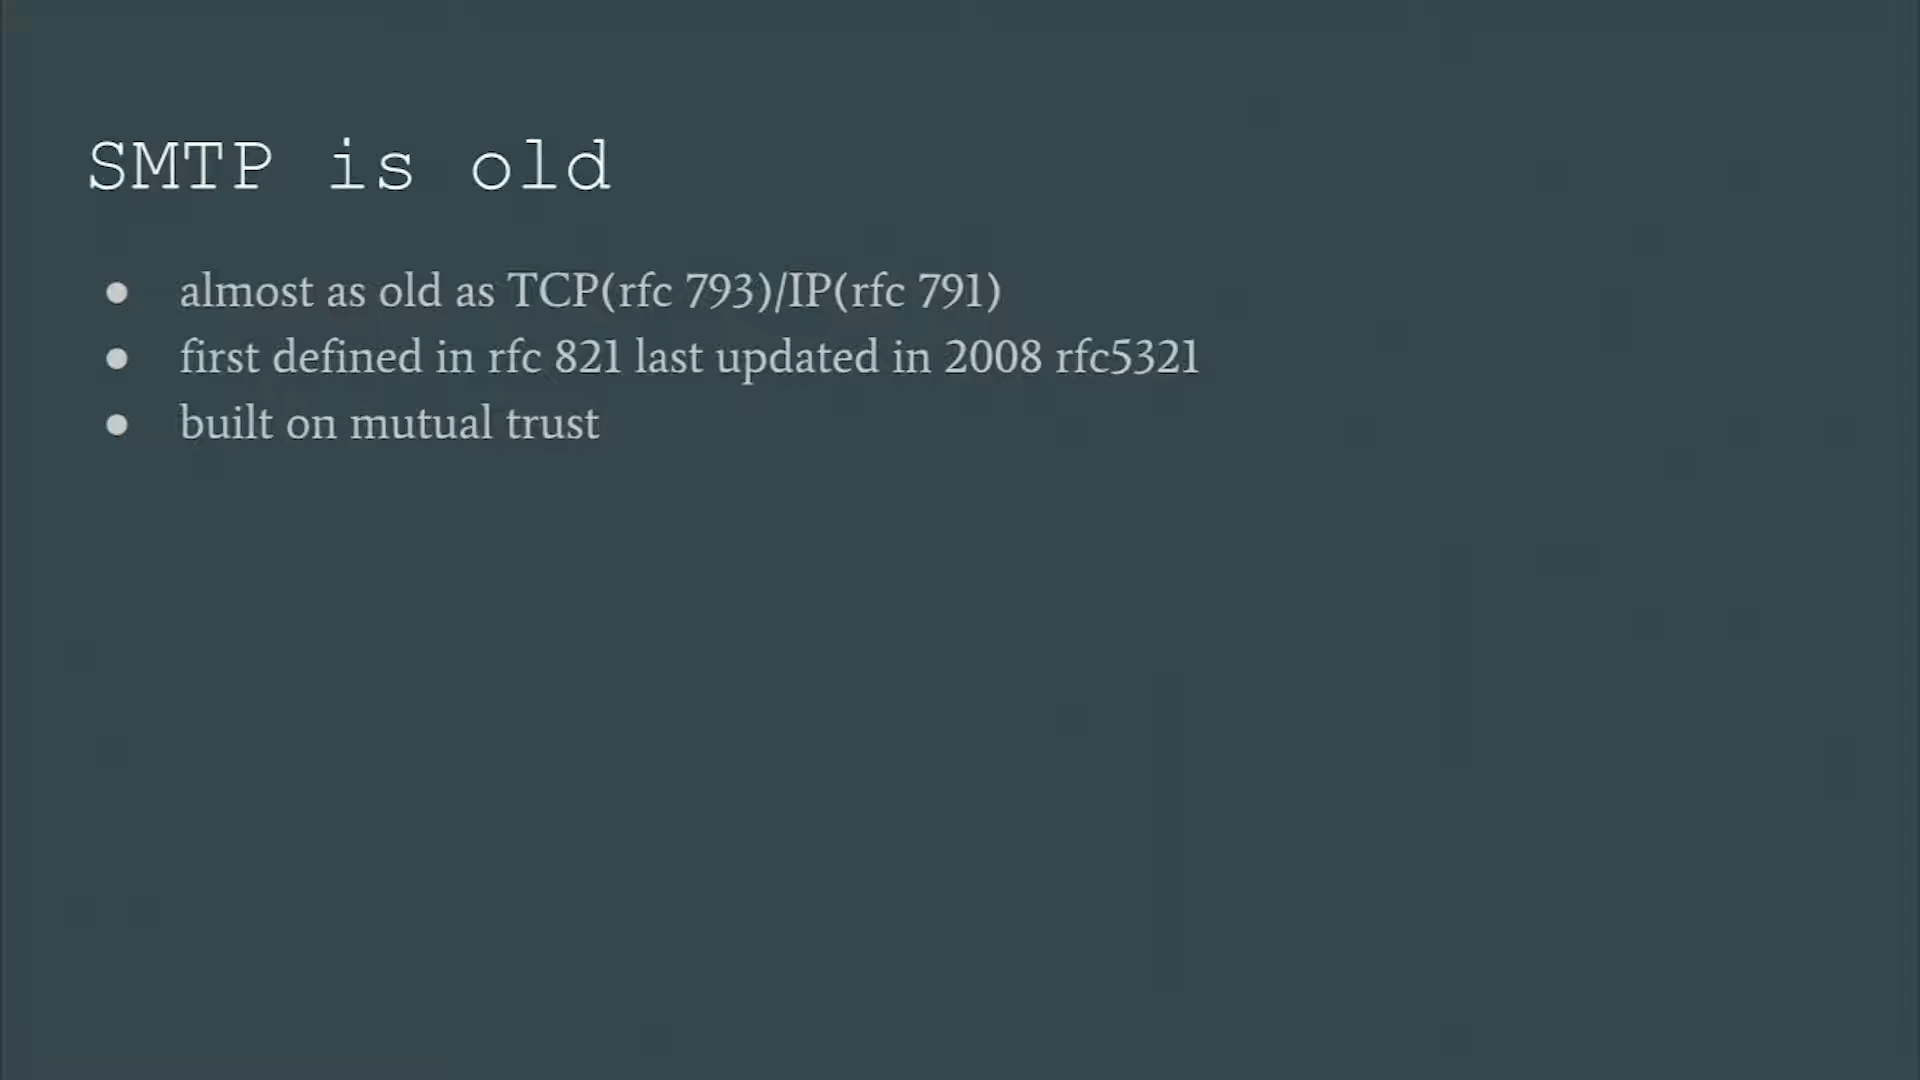 SMTP is old
● almost as old as TCP(rfc 793)/IP(rfc 791)
● first defined in rfc 821 last updated in 2008 rfc5321
● built on mutual trust